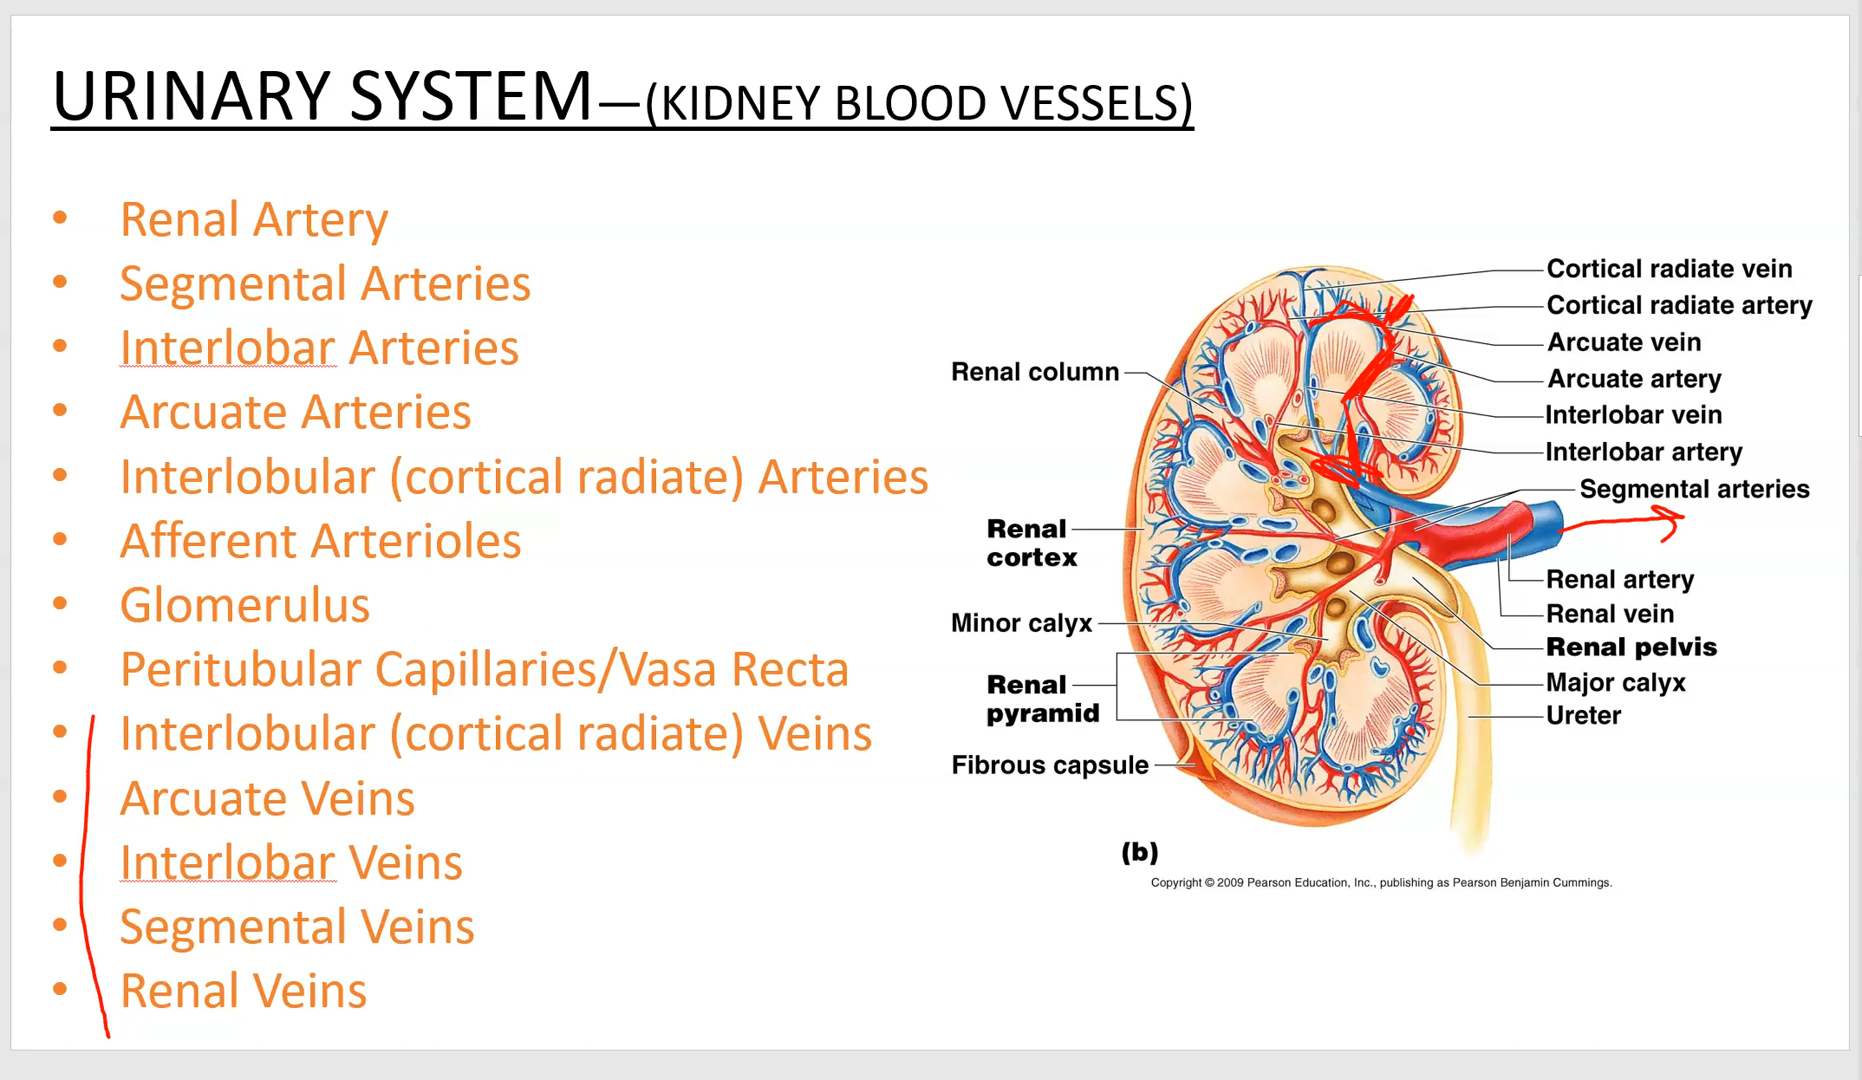 URINARY SYSTEM—(KIDNEY BLOOD VESSELS)
• Renal Artery
• Segmental Arteries
• Interlobar Arteries
• Arcuate Arteries
• Interlobular (cortical radiate) Arteries
• Afferent Arterioles
• Glomerulus
• Peritubular Capillaries/Vasa Recta
• Interlobular (cortical radiate) Veins
• Arcuate Veins
• Interlobar Veins
• Segmental Veins
• Renal Veins
Renal column
Renal
cortex
Minor calyx
Renal
pyramid
Fibrous capsule
Cortical radiate vein
Cortical radiate artery
Arcuate vein
Arcuate artery
Interlobar vein
Interlobar artery
Segmental arteries
Renal artery
Renal vein
Renal pelvis
Major calyx
Ureter
(b)
Copyright © 2009 Pearson Education, Inc., publishing as Pearson Benjamin Cummings.